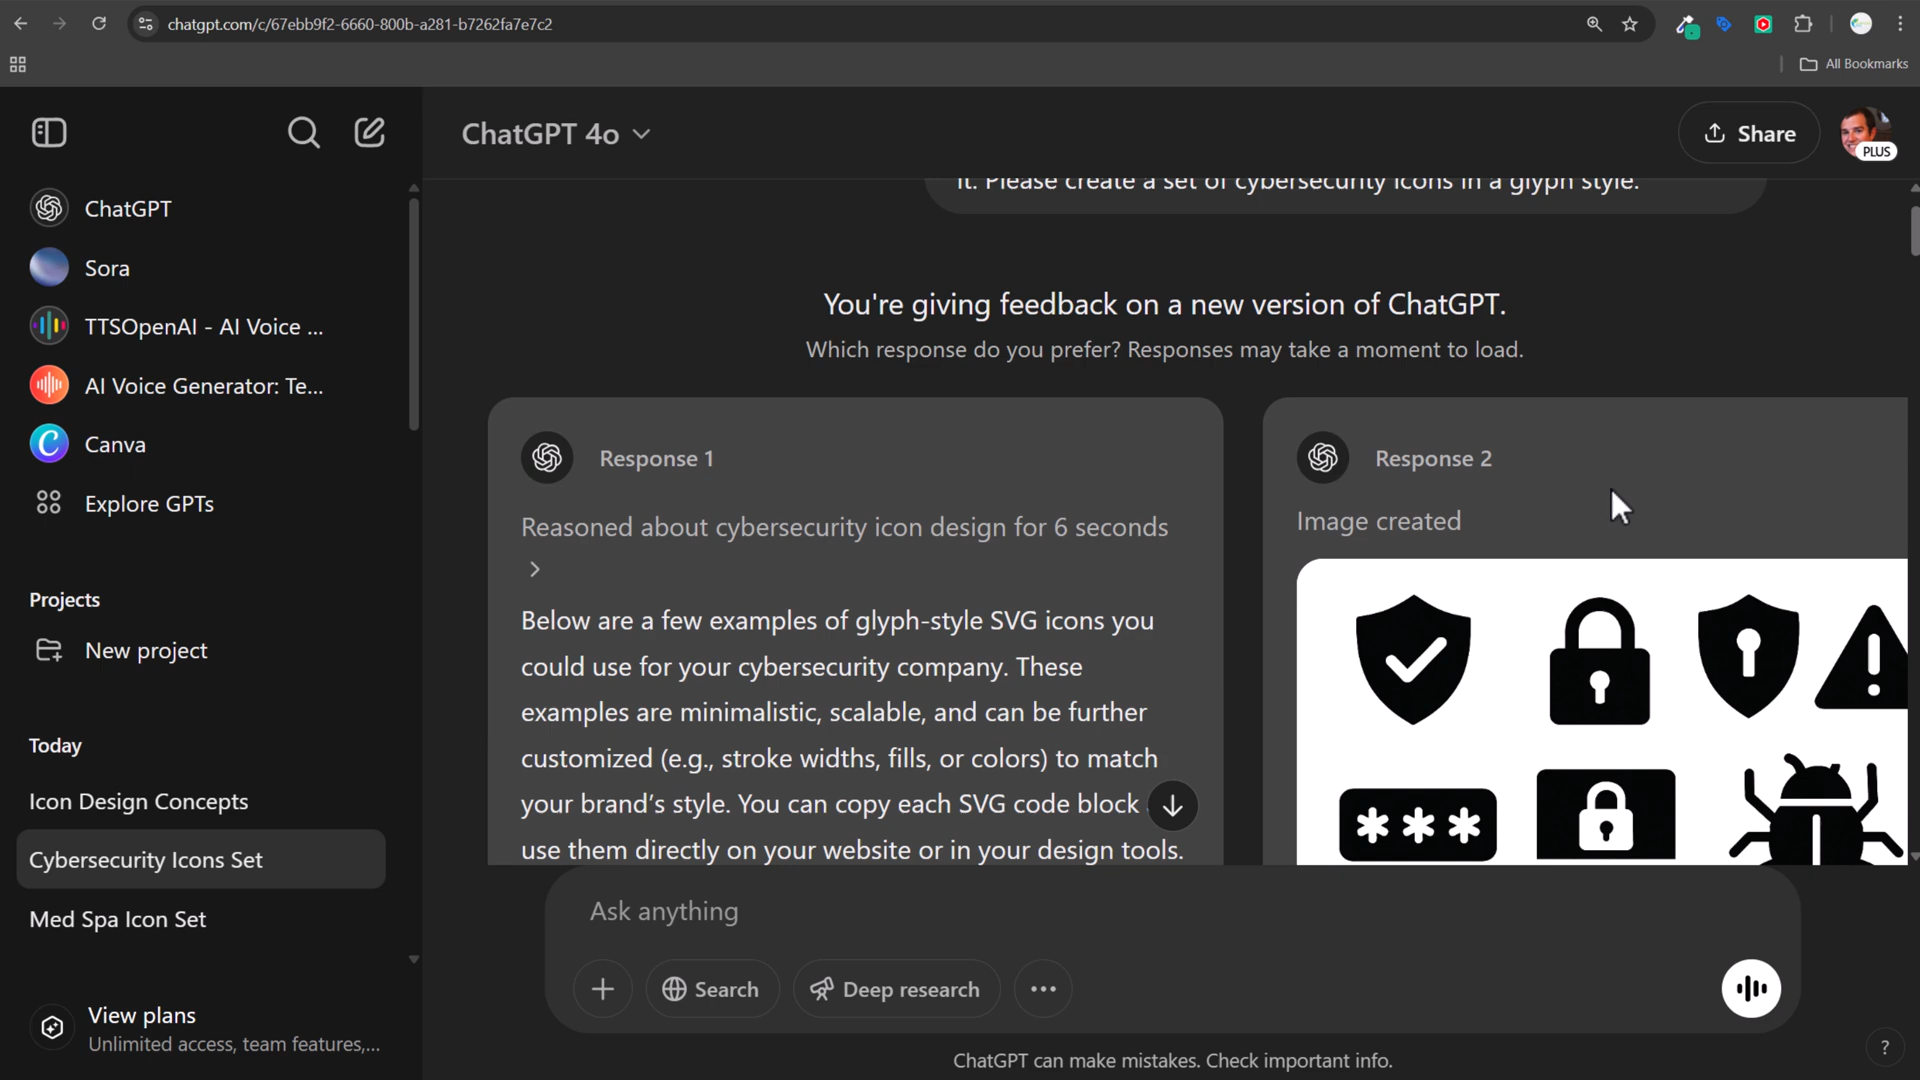 chatgpt.com/c/67ebb9f2-6660-800b-a281-b7262fa7e7c2
All Bookmarks
ChatGPT 4o
Share
PLUS
ChatGPT
Sora
TTSOpenAI - AI Voice ...
AI Voice Generator: Te...
Canva
Explore GPTs
Projects
New project
Today
Icon Design Concepts
Cybersecurity Icons Set
Med Spa Icon Set
View plans
Unlimited access, team features,...
it. Please create a set of cybersecurity icons in a glyph style.
You're giving feedback on a new version of ChatGPT.
Which response do you prefer? Responses may take a moment to load.
Response 1
Reasoned about cybersecurity icon design for 6 seconds
Below are a few examples of glyph-style SVG icons you
could use for your cybersecurity company. These
examples are minimalistic, scalable, and can be further
customized (e.g., stroke widths, fills, or colors) to match
your brand’s style. You can copy each SVG code block
use them directly on your website or in your design tools.
Response 2
Image created
***
Ask anything
Search
Deep research
ChatGPT can make mistakes. Check important info.
?